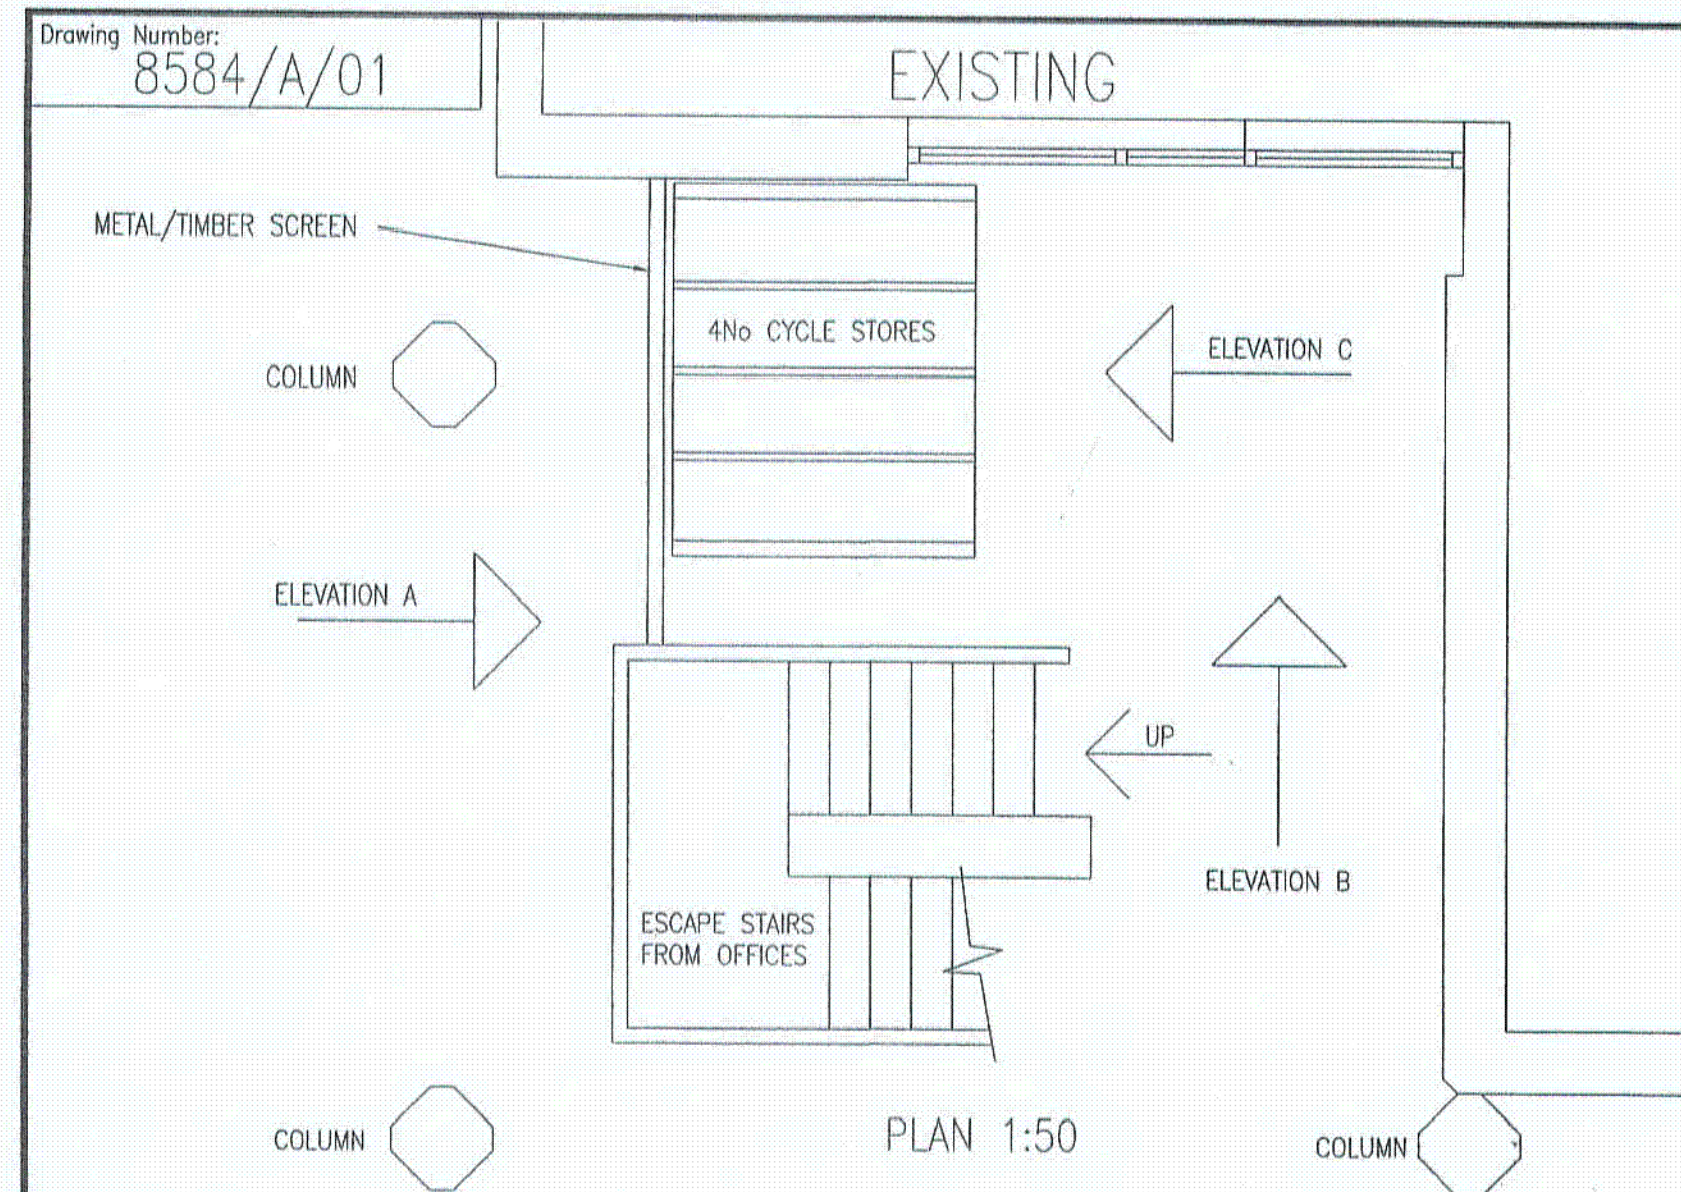 Drawing Number:
8584/A/01
EXISTING
METAL/TIMBER SCREEN
4No CYCLE STORES
ELEVATION C
COLUMN
ELEVATION A
UP
ELEVATION B
ESCAPE STAIRS
FROM OFFICES
COLUMN
PLAN 1:50
COLUMN